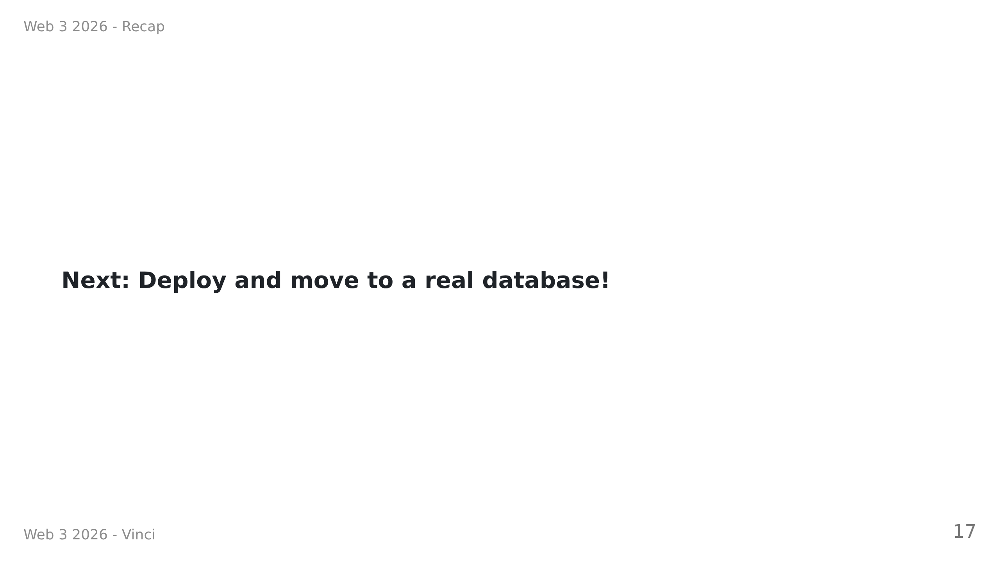 Web 3 2026 - Recap
Next: Deploy and move to a real database!
Web 3 2026 - Vinci
17